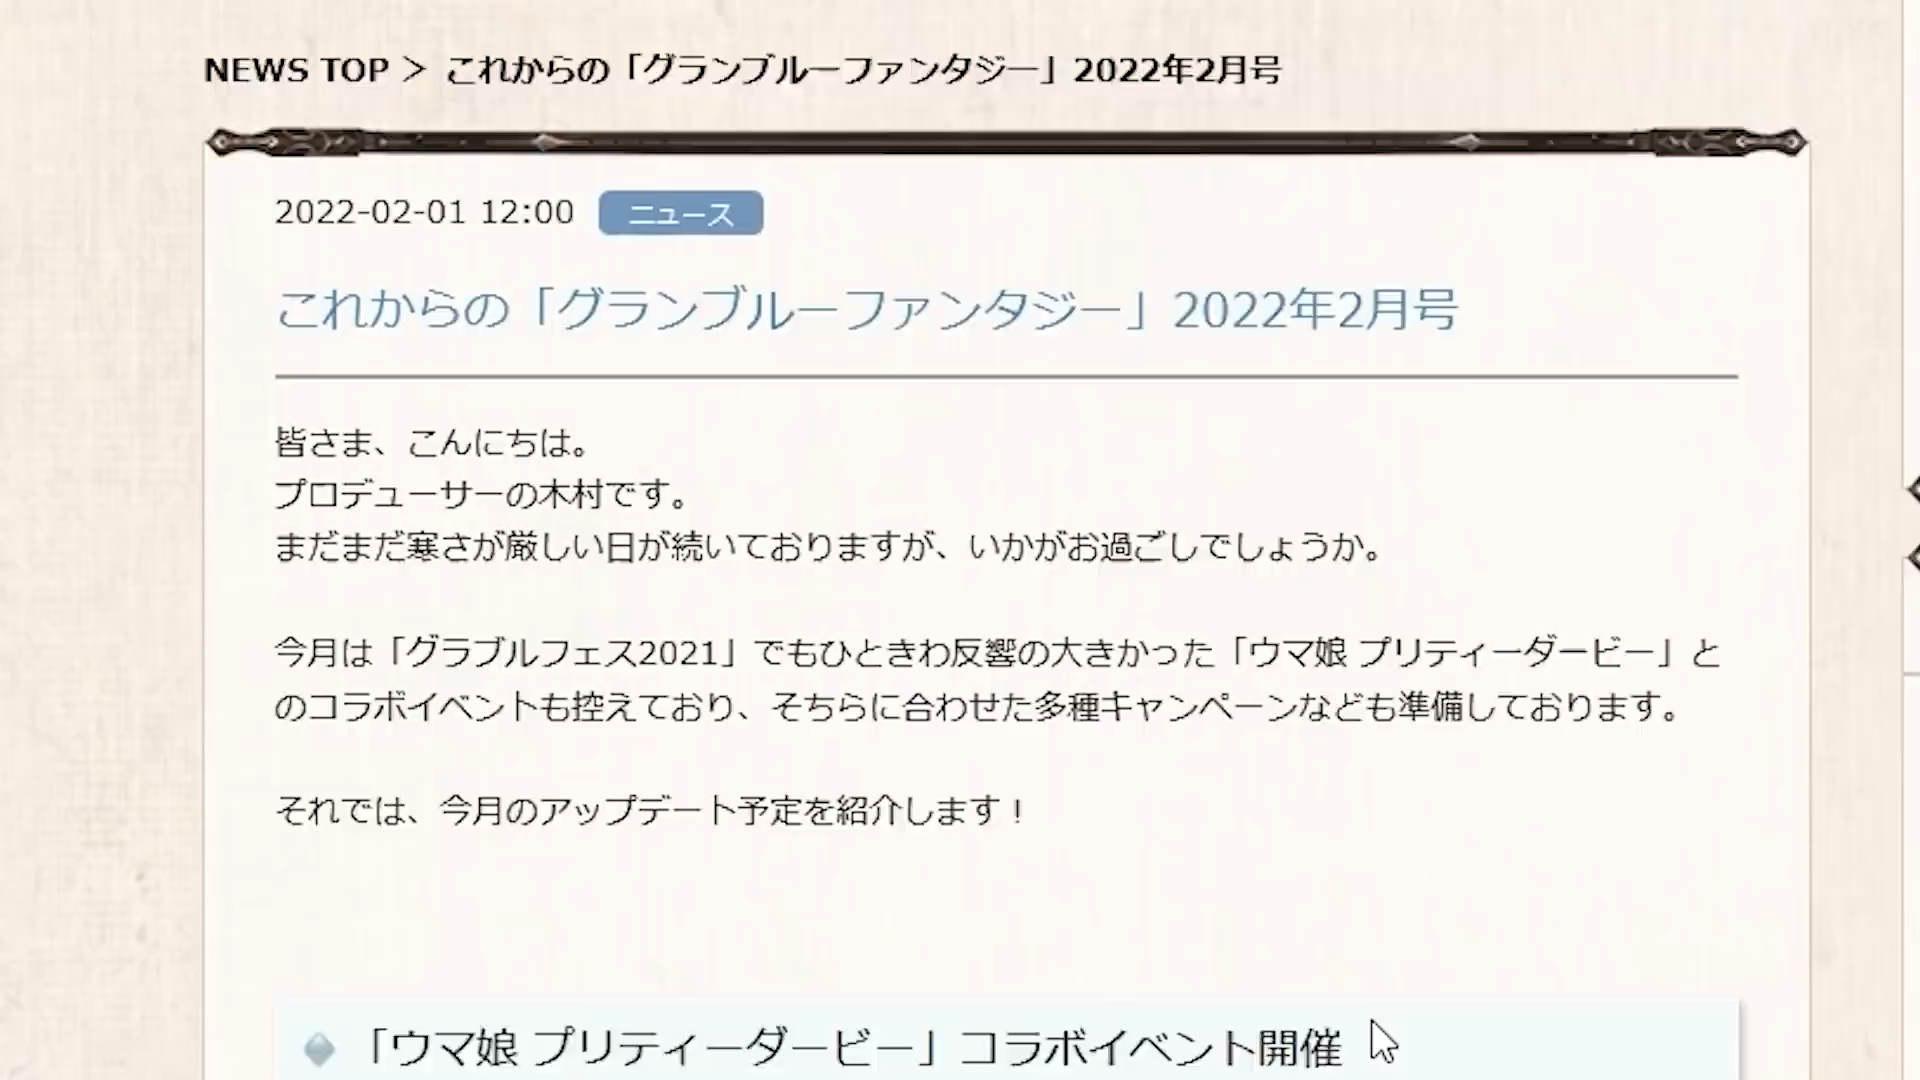 NEWS TOP > これからの「グランブルーファンタジー」2022年2月号
2022-02-01 12:00 ニュース
これからの「グランブルーファンタジー」2022年2月号
皆さま、こんにちは。
プロデューサーの木村です。
まだまだ寒さが厳しい日が続いておりますが、いかがお過ごしでしょうか。
今月は「グラブルフェス2021」でもひときわ反響の大きかった「ウマ娘 プリティーダービー」と
のコラボイベントも控えており、そちらに合わせた多種キャンペーンなども準備しております。
それでは、今月のアップデート予定を紹介します！
「ウマ娘 プリティーダービー」コラボイベント開催